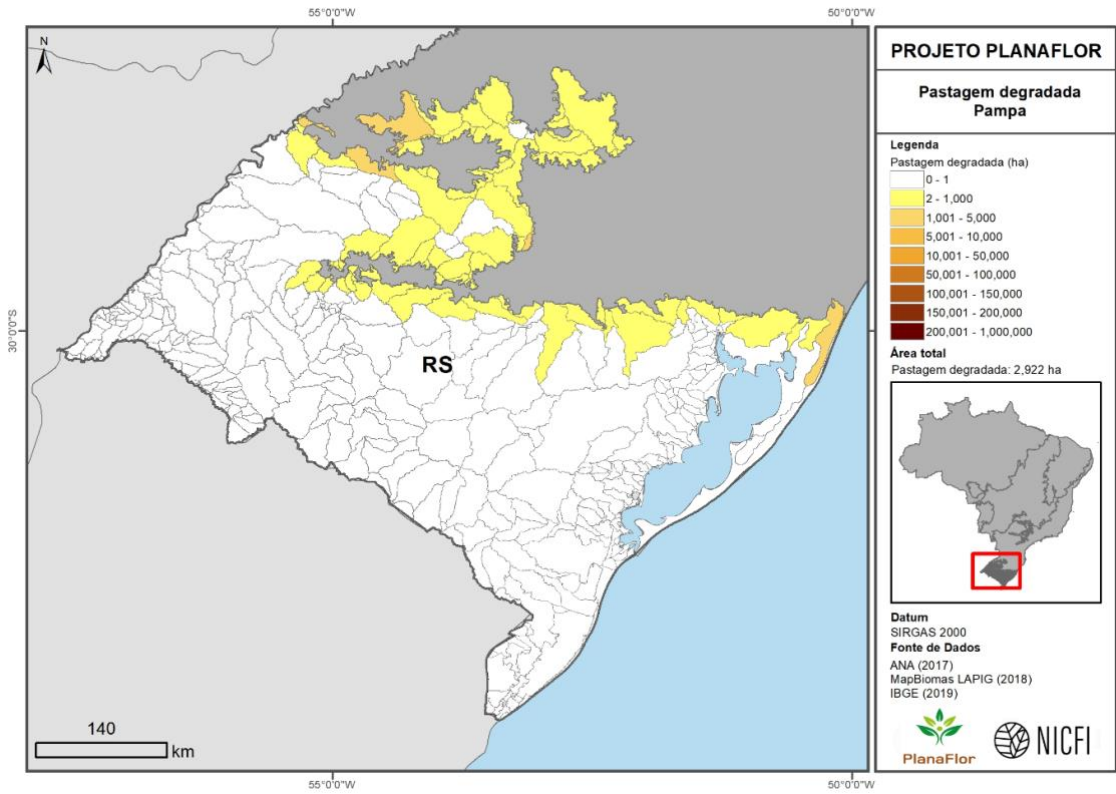 55°0'0"W
50°0'0"W
N
30°0'0"S
RS
140
km
55°0'0"W
50°0'0"W
30°0'0"S
PROJETO PLANAFLOR
Pastagem degradada
Pampa
Legenda
Pastagem degradada (ha)
0 - 1
2 - 1,000
1,001 - 5,000
5,001 - 10,000
10,001 - 50,000
50,001 - 100,000
100,001 - 150,000
150,001 - 200,000
200,001 - 1,000,000
Área total
Pastagem degradada: 2,922 ha
Datum
SIRGAS 2000
Fonte de Dados
ANA (2017)
MapBiomas LAPIG (2018)
IBGE (2019)
PlanaFlor
NICFI